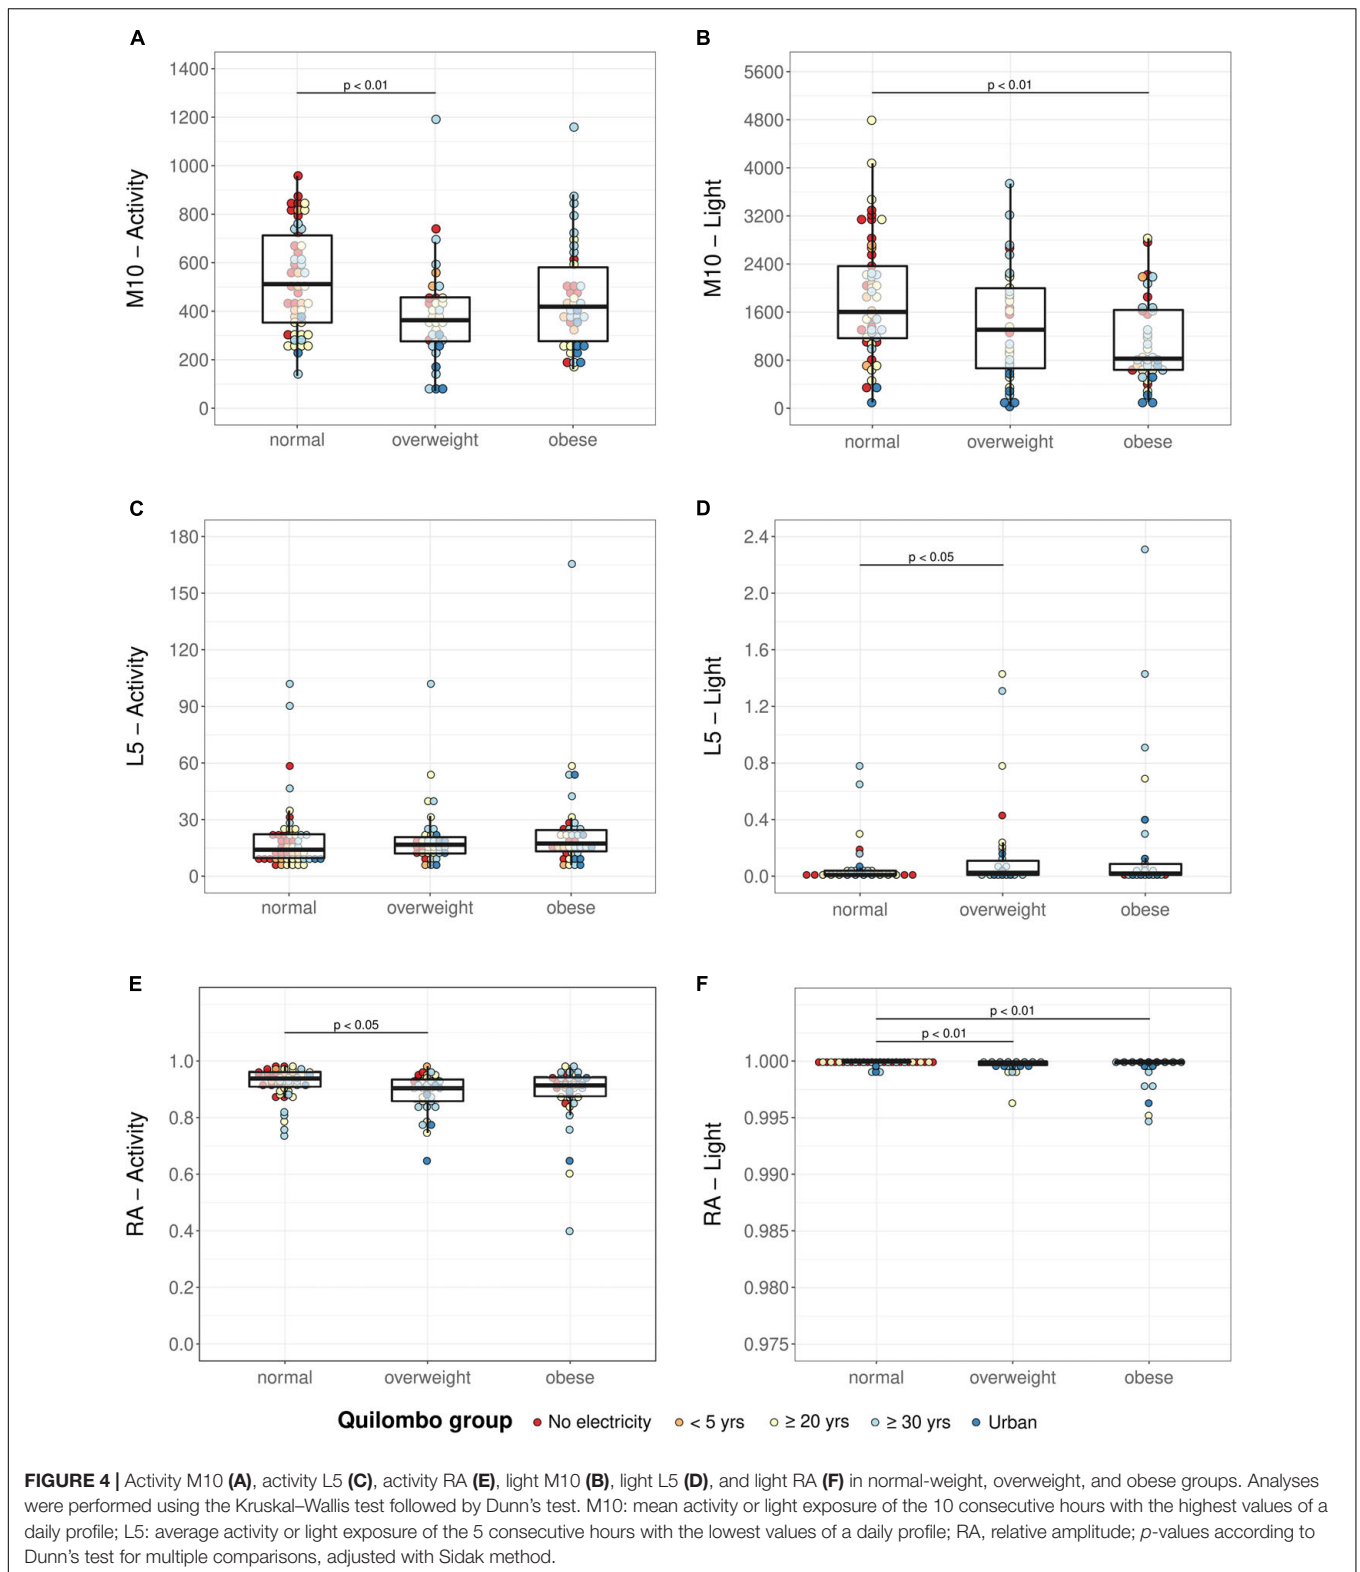 A
1400
1200
1000
800
600
400
200
0
M10 – Activity
p < 0.01
normal overweight obese
B
5600
4800
4000
3200
2400
1600
800
0
M10 – Light
p < 0.01
normal overweight obese
C
180
150
120
90
60
30
0
L5 – Activity
normal overweight obese
D
2.4
2.0
1.6
1.2
0.8
0.4
0.0
L5 – Light
p < 0.05
normal overweight obese
E
1.0
0.8
0.6
0.4
0.2
0.0
RA – Activity
p < 0.05
normal overweight obese
F
1.000
0.995
0.990
0.985
0.980
0.975
RA – Light
p < 0.01
p < 0.01
normal overweight obese
Quilombo group No electricity < 5 yrs ≥ 20 yrs ≥ 30 yrs Urban
FIGURE 4 | Activity M10 (A), activity L5 (C), activity RA (E), light M10 (B), light L5 (D), and light RA (F) in normal-weight, overweight, and obese groups. Analyses
were performed using the Kruskal–Wallis test followed by Dunn's test. M10: mean activity or light exposure of the 10 consecutive hours with the highest values of a
daily profile; L5: average activity or light exposure of the 5 consecutive hours with the lowest values of a daily profile; RA, relative amplitude; p-values according to
Dunn's test for multiple comparisons, adjusted with Sidak method.